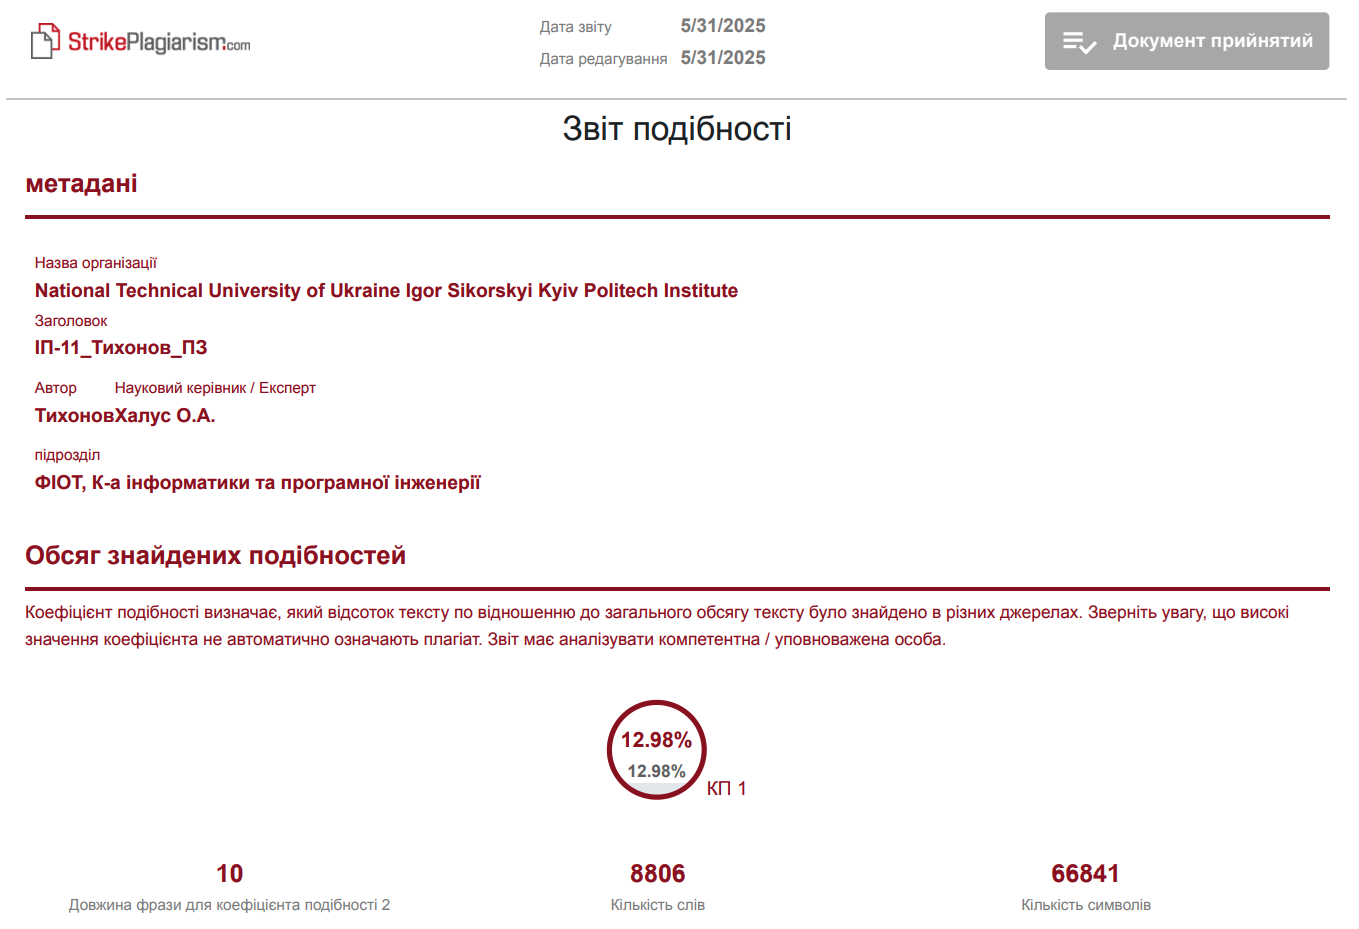 StrikePlagiarism.com
Дата звіту 5/31/2025
Дата редагування 5/31/2025
Документ прийнятий
Звіт подібності
метадані
Назва організації
National Technical University of Ukraine Igor Sikorskyi Kyiv Politech Institute
Заголовок
ІП-11_Тихонов_ПЗ
Автор Науковий керівник / Експерт
ТихоновХалус О.А.
підрозділ
ФІОТ, К-а інформатики та програмної інженерії
Обсяг знайдених подібностей
Коефіцієнт подібності визначає, який відсоток тексту по відношенню до загального обсягу тексту було знайдено в різних джерелах. Зверніть увагу, що високі
значення коефіцієнта не автоматично означають плагіат. Звіт має аналізувати компетентна / уповноважена особа.
12.98%
12.98%
КП 1
10 8806 66841
Довжина фрази для коефіцієнта подібності 2 Кількість слів Кількість символів